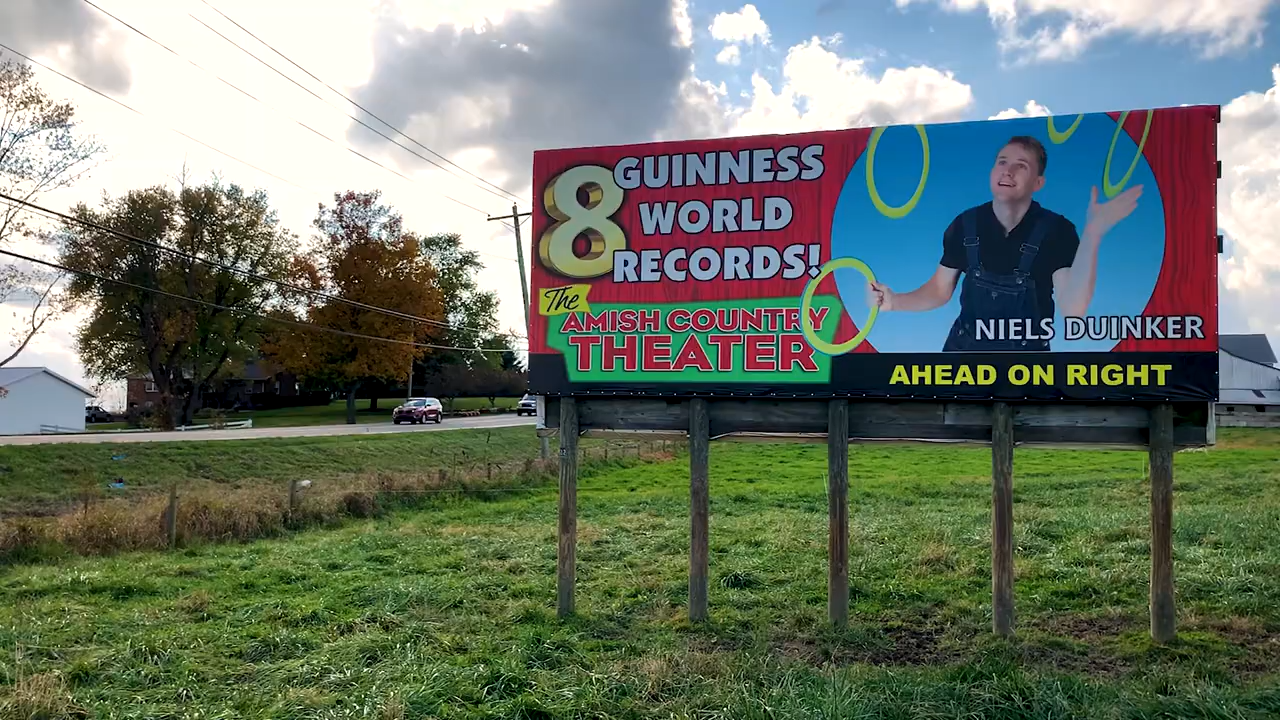 8 GUINNESS
WORLD
RECORDS!
The
AMISH COUNTRY
THEATER
NIELS DUINKER
AHEAD ON RIGHT